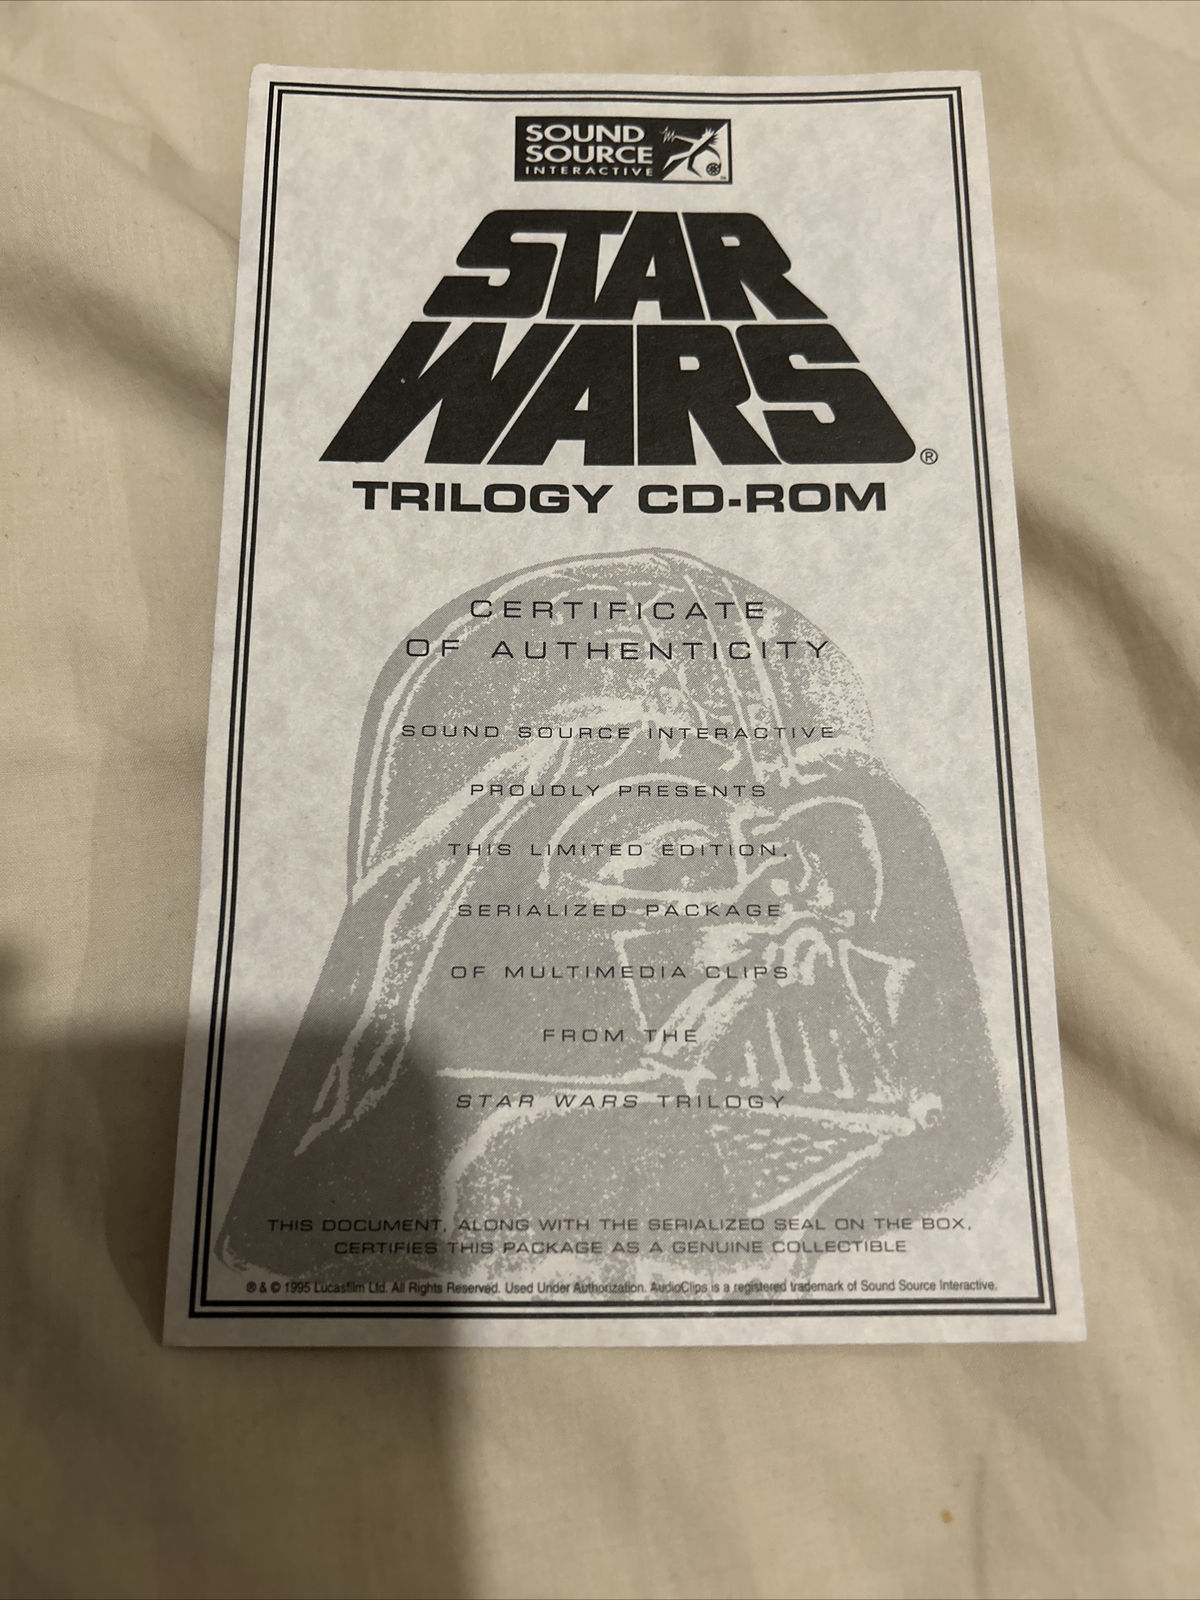 SOUND
SOURCE
INTERACTIVE
STAR
WARS®
TRILOGY CD-ROM
CERTIFICATE
OF AUTHENTICITY
SOUND SOURCE INTERACTIVE
PROUDLY PRESENTS
THIS LIMITED EDITION,
SERIALIZED PACKAGE
OF MULTIMEDIA CLIPS
FROM THE
STAR WARS TRILOGY
THIS DOCUMENT, ALONG WITH THE SERIALIZED SEAL ON THE BOX,
CERTIFIES THIS PACKAGE AS A GENUINE COLLECTIBLE
® & © 1995 Lucasfilm Ltd. All Rights Reserved. Used Under Authorization. AudioClips is a registered trademark of Sound Source Interactive.